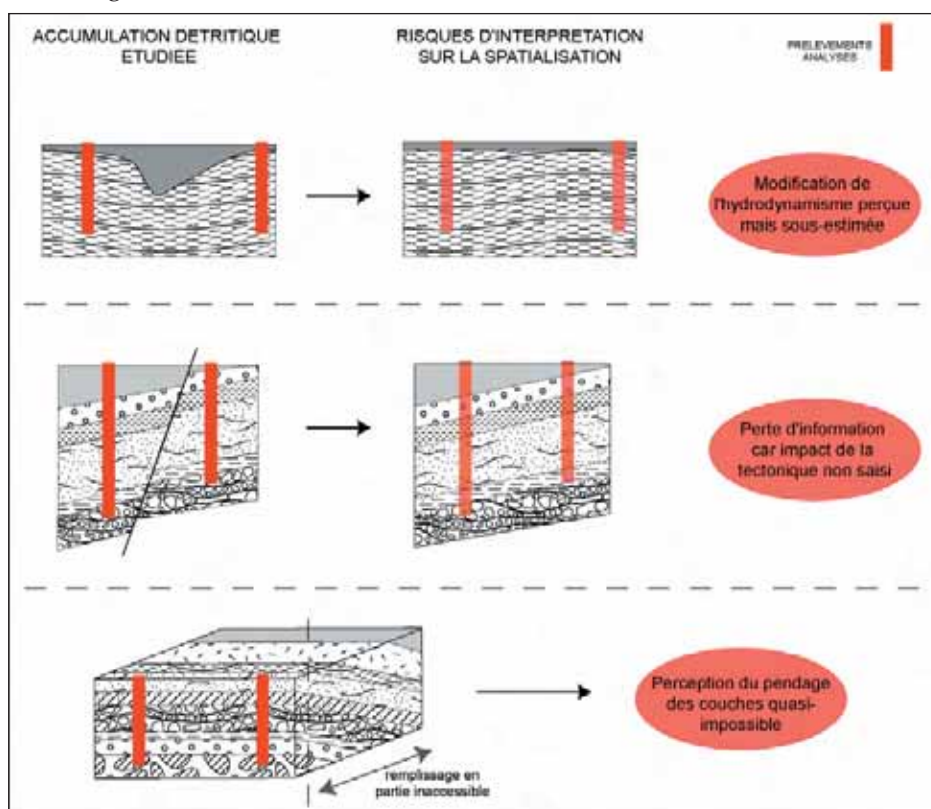 ACCUMULATION DETRITIQUE
ETUDIEE
RISQUES D'INTERPRETATION
SUR LA SPATIALISATION
PRELEVEMENTS
ANALYSES
Modification de
l'hydrodynamisme perçue
mais sous-estimée
Perte d'information
car impact de la
tectonique non saisi
Perception du pendage
des couches quasi-
impossible
remplissage en
partie inaccessible